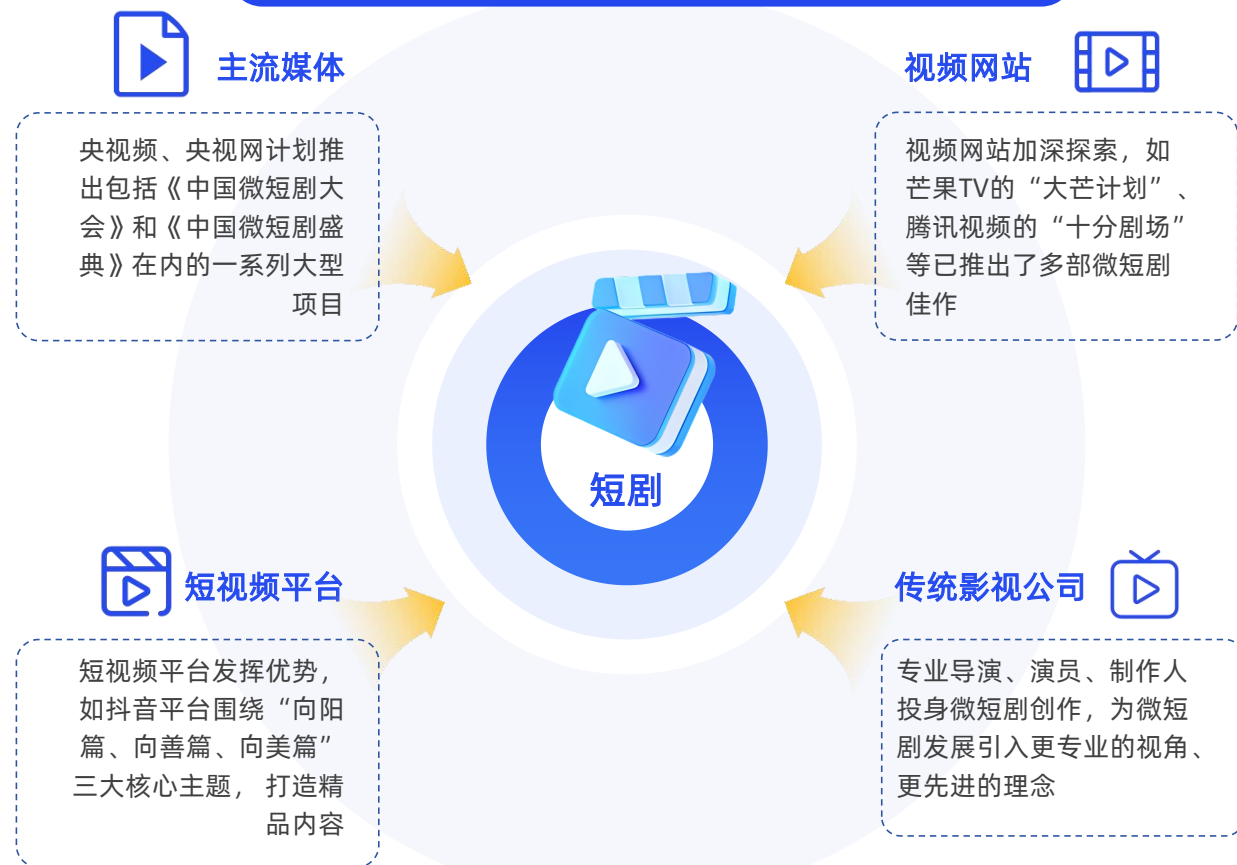 主流媒体
央视频、央视网计划推
出包括《中国微短剧大
会》和《中国微短剧盛
典》在内的一系列大型
项目
视频网站
视频网站加深探索，如
芒果TV的“大芒计划”、
腾讯视频的“十分剧场”
等已推出了多部微短剧
佳作
短剧
短视频平台
短视频平台发挥优势，
如抖音平台围绕“向阳
篇、向善篇、向美篇”
三大核心主题， 打造精
品内容
传统影视公司
专业导演、演员、制作人
投身微短剧创作，为微短
剧发展引入更专业的视角、
更先进的理念